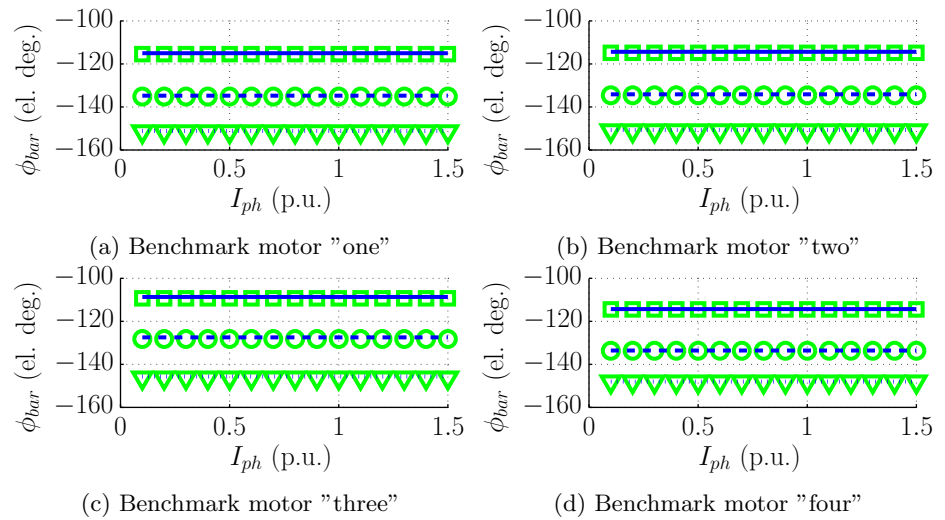 −100
−120
−140
−160
ϕbar (el. deg.)
0
0.5
1
1.5
Iph (p.u.)
(a) Benchmark motor ”one”
−100
−120
−140
−160
ϕbar (el. deg.)
0
0.5
1
1.5
Iph (p.u.)
(b) Benchmark motor ”two”
−100
−120
−140
−160
ϕbar (el. deg.)
0
0.5
1
1.5
Iph (p.u.)
(c) Benchmark motor ”three”
−100
−120
−140
−160
ϕbar (el. deg.)
0
0.5
1
1.5
Iph (p.u.)
(d) Benchmark motor ”four”